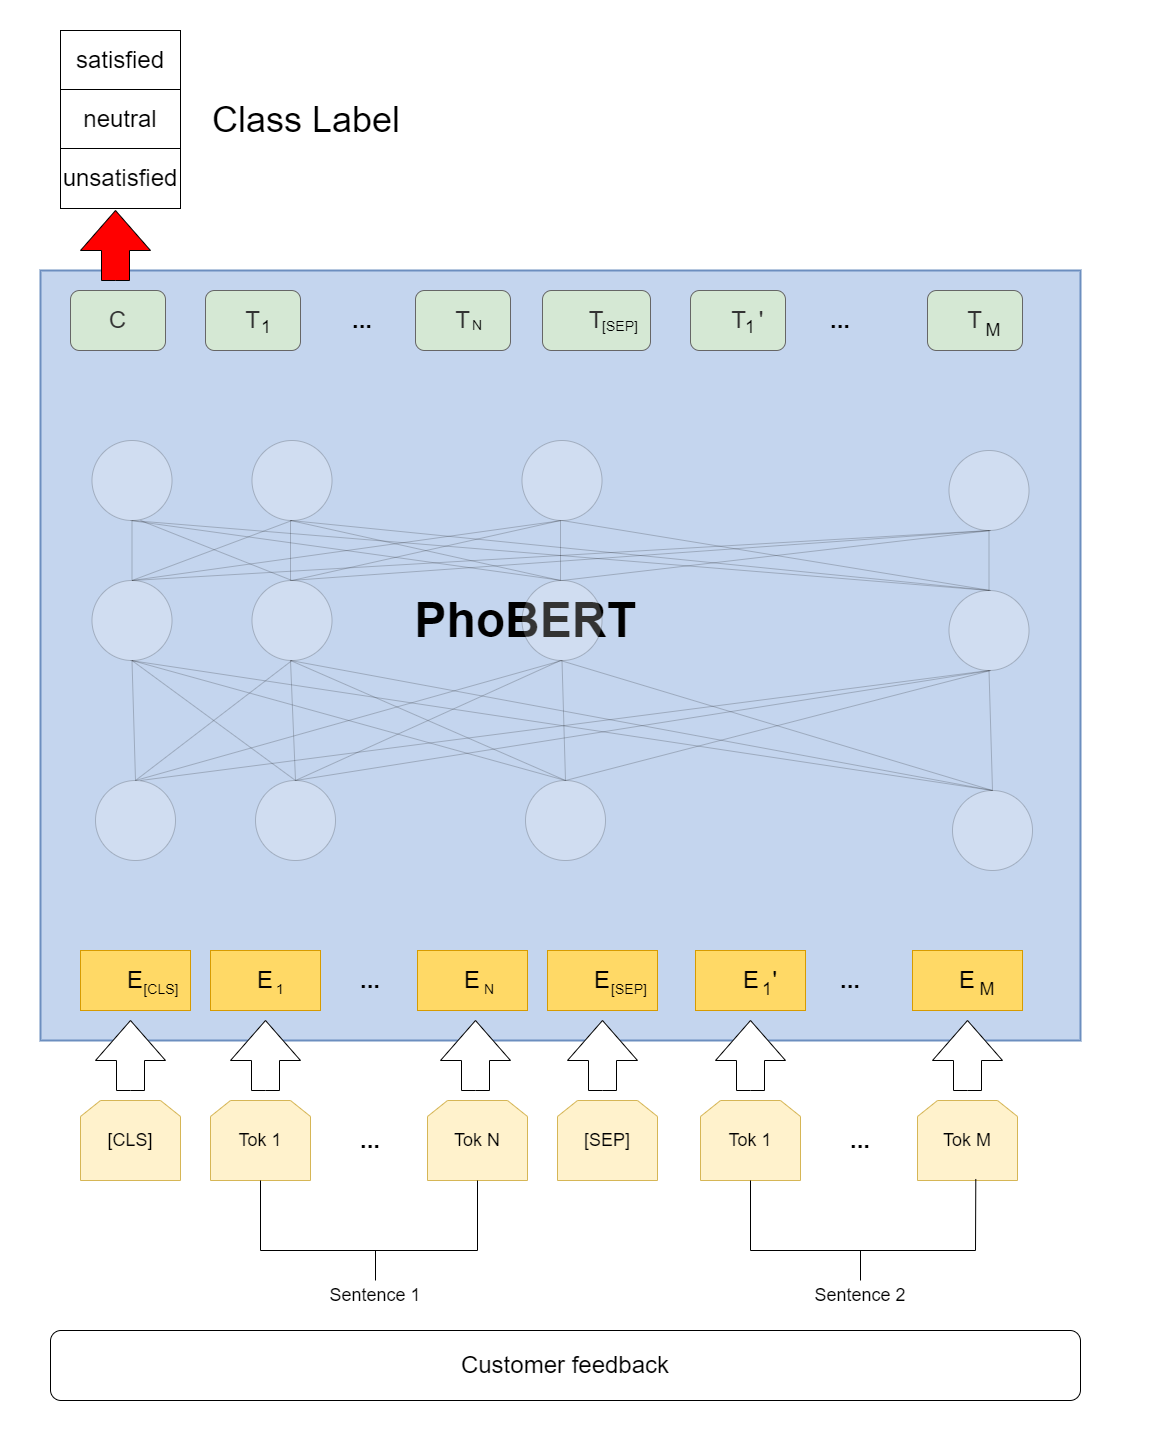 satisfied
neutral
Class Label
unsatisfied
C T1 ... TN T[SEP] T1' ... TM
PhoBERT
E[CLS] E1 ... EN E[SEP] E1' ... EM
[CLS] Tok 1 ... Tok N [SEP] Tok 1 ... Tok M
Sentence 1 Sentence 2
Customer feedback